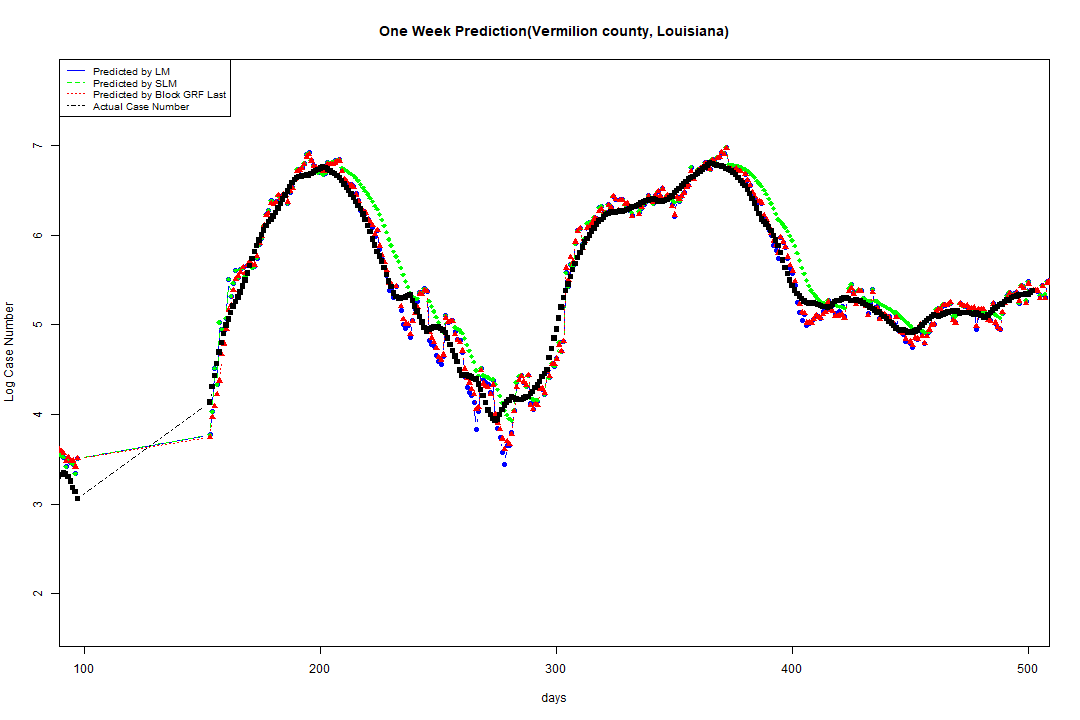 One Week Prediction(Vermilion county, Louisiana)
Predicted by LM
Predicted by SLM
Predicted by Block GRF Last
Actual Case Number
7
6
5
4
3
2
Log Case Number
100 200 300 400 500
days